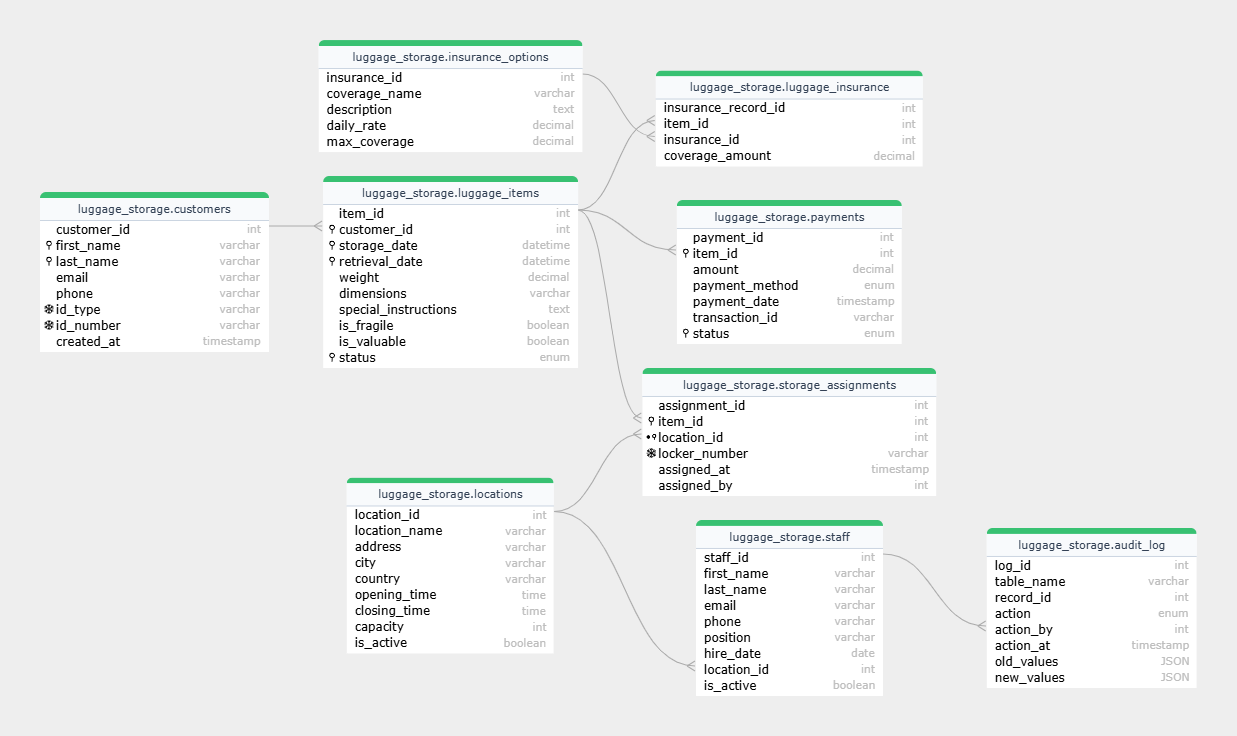 luggage_storage.insurance_options
insurance_id int
coverage_name varchar
description text
daily_rate decimal
max_coverage decimal
luggage_storage.luggage_insurance
insurance_record_id int
item_id int
insurance_id int
coverage_amount decimal
luggage_storage.customers
customer_id int
first_name varchar
last_name varchar
email varchar
phone varchar
id_type varchar
id_number varchar
created_at timestamp
luggage_storage.luggage_items
item_id int
customer_id int
storage_date datetime
retrieval_date datetime
weight decimal
dimensions varchar
special_instructions text
is_fragile boolean
is_valuable boolean
status enum
luggage_storage.payments
payment_id int
item_id int
amount decimal
payment_method enum
payment_date timestamp
transaction_id varchar
status enum
luggage_storage.storage_assignments
assignment_id int
item_id int
location_id int
locker_number varchar
assigned_at timestamp
assigned_by int
luggage_storage.locations
location_id int
location_name varchar
address varchar
city varchar
country varchar
opening_time time
closing_time time
capacity int
is_active boolean
luggage_storage.staff
staff_id int
first_name varchar
last_name varchar
email varchar
phone varchar
position varchar
hire_date date
location_id int
is_active boolean
luggage_storage.audit_log
log_id int
table_name varchar
record_id int
action enum
action_by int
action_at timestamp
old_values JSON
new_values JSON